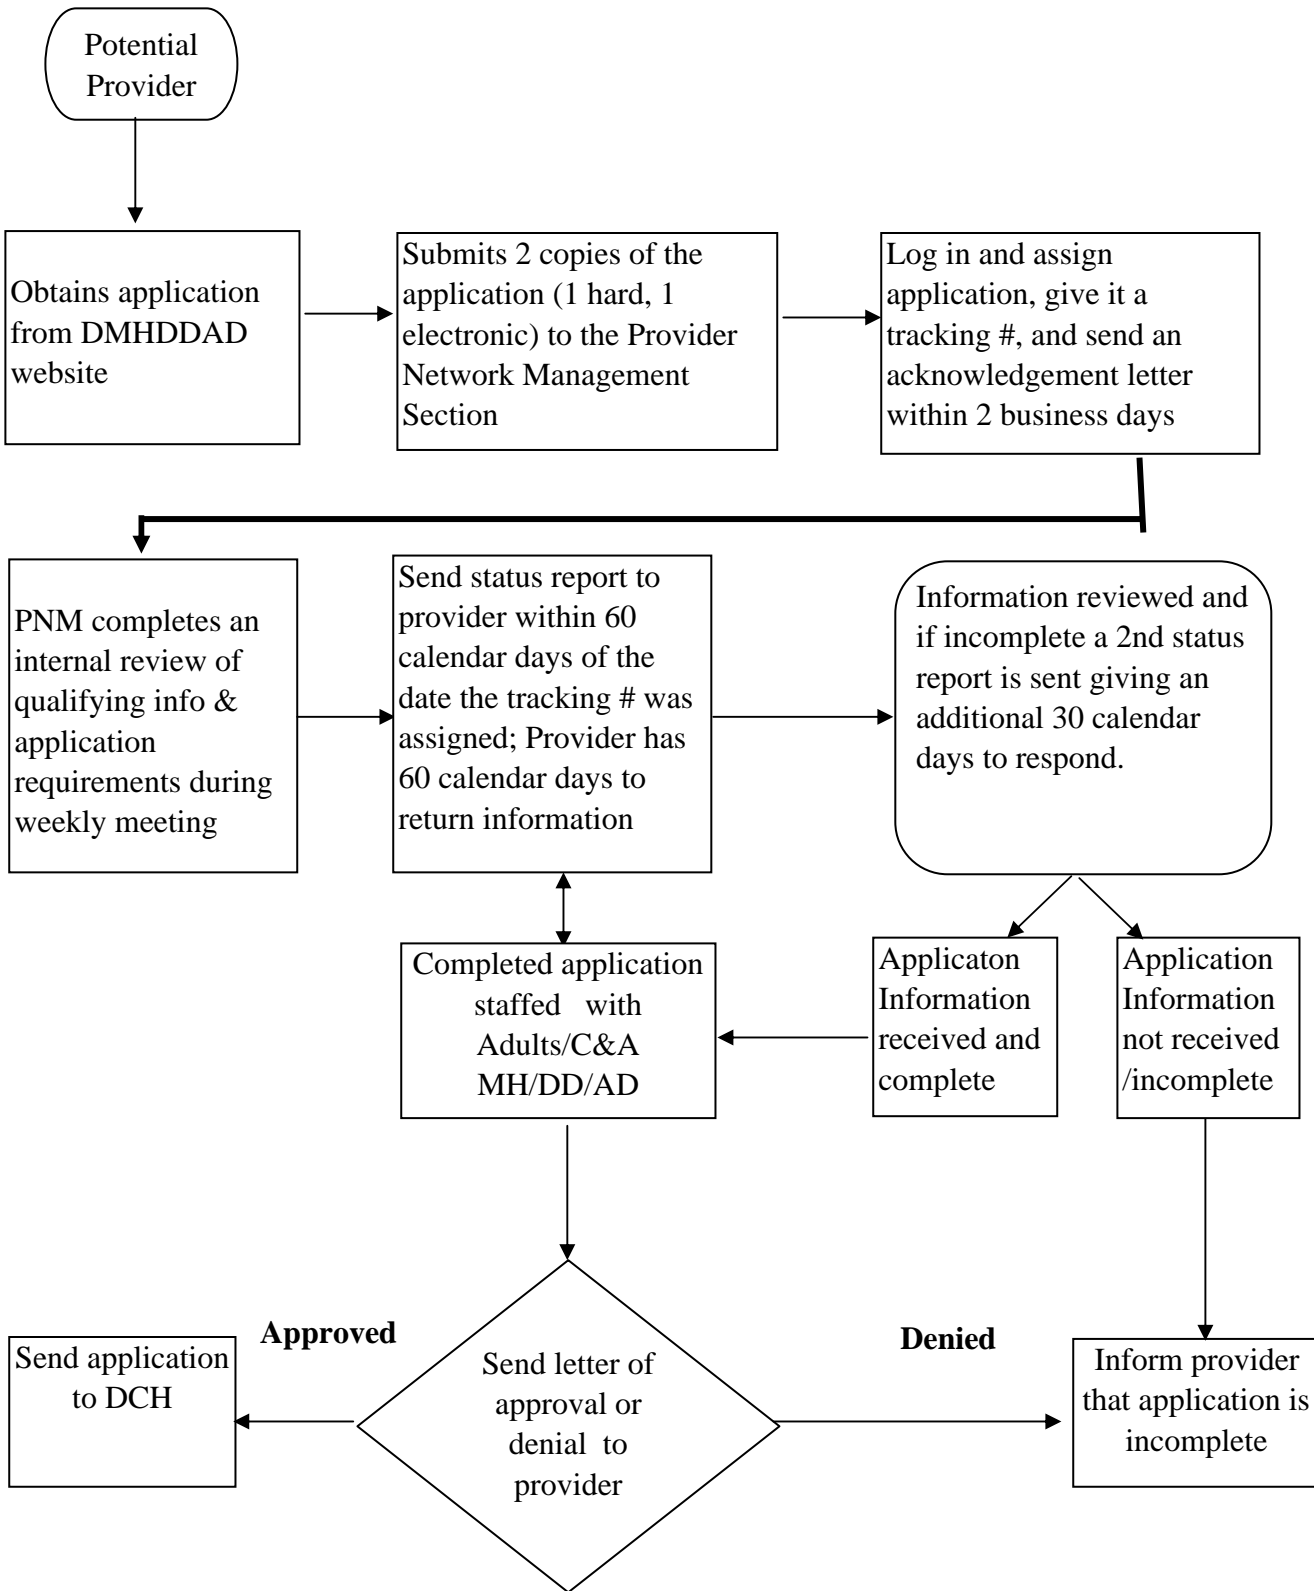 Potential
Provider
Obtains application
from DMHDDAD
website
Submits 2 copies of the
application (1 hard, 1
electronic) to the Provider
Network Management
Section
Log in and assign
application, give it a
tracking #, and send an
acknowledgement letter
within 2 business days
PNM completes an
internal review of
qualifying info &
application
requirements during
weekly meeting
Send status report to
provider within 60
calendar days of the
date the tracking # was
assigned; Provider has
60 calendar days to
return information
Information reviewed and
if incomplete a 2nd status
report is sent giving an
additional 30 calendar
days to respond.
Completed application
staffed with
Adults/C&A
MH/DD/AD
Applicaton
Information
received and
complete
Application
Information
not received
/incomplete
Approved
Denied
Send application
to DCH
Send letter of
approval or
denial to
provider
Inform provider
that application is
incomplete